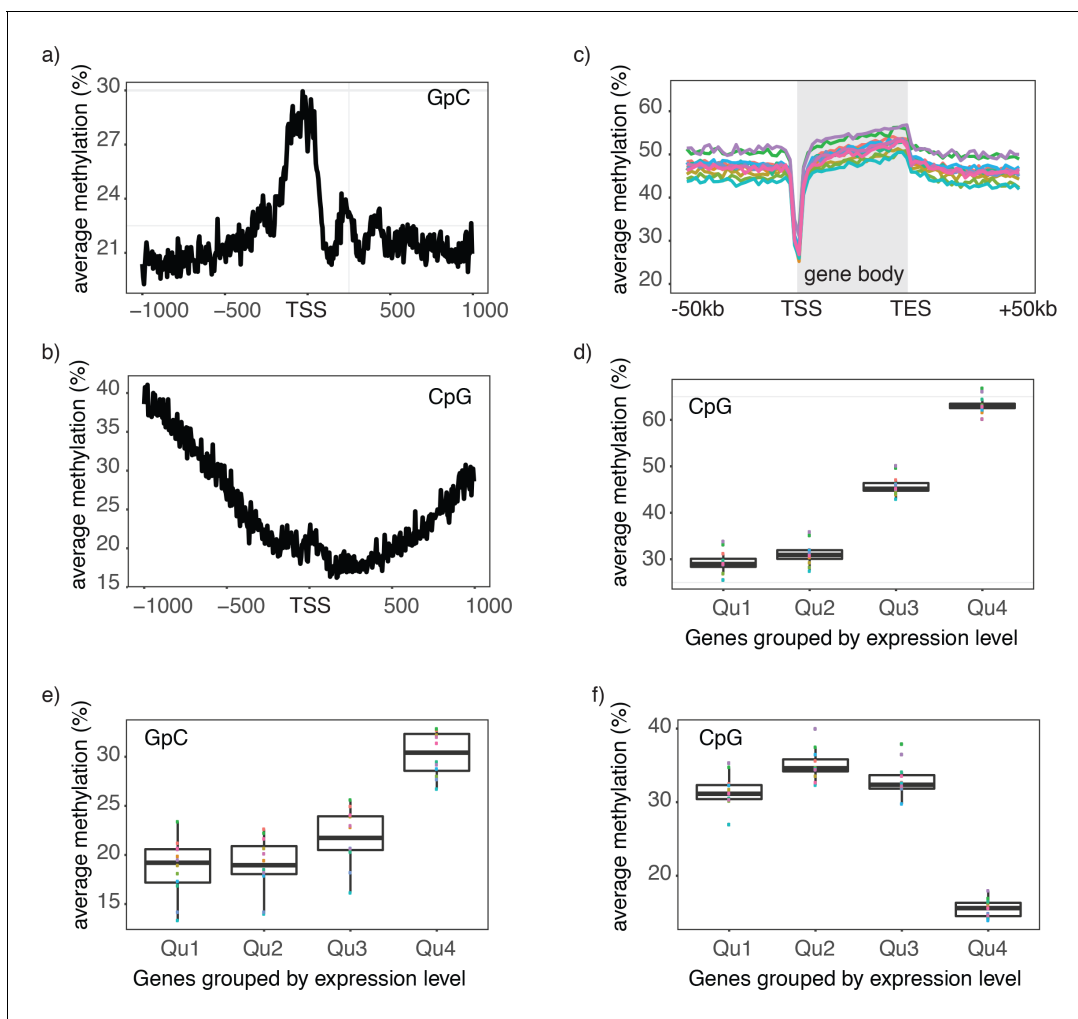 a)
average methylation (%)
30
27
24
21
GpC
−1000
−500
TSS
500
1000
b)
average methylation (%)
40
35
30
25
20
15
CpG
−1000
−500
TSS
500
1000
c)
average methylation (%)
60
50
40
30
20
gene body
-50kb
TSS
TES
+50kb
d)
average methylation (%)
60
50
40
30
CpG
Qu1
Qu2
Qu3
Qu4
Genes grouped by expression level
e)
average methylation (%)
30
25
20
15
GpC
Qu1
Qu2
Qu3
Qu4
Genes grouped by expression level
f)
average methylation (%)
40
30
20
CpG
Qu1
Qu2
Qu3
Qu4
Genes grouped by expression level